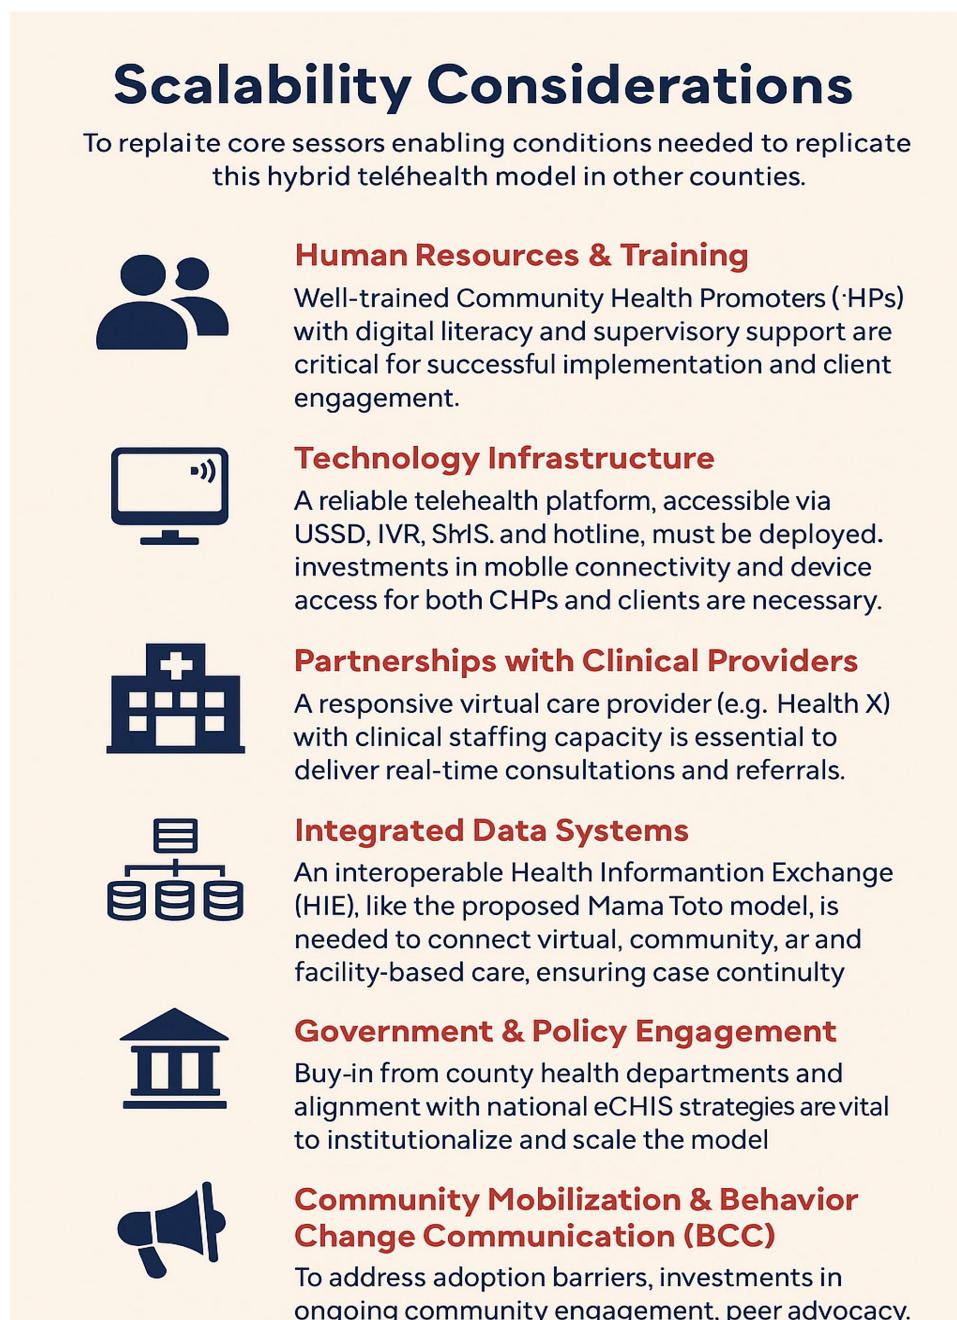 Scalability Considerations
To replaite core sessors enabling conditions needed to replicate
this hybrid teléhealth model in other counties.
Human Resources & Training
Well-trained Community Health Promoters (·HPs)
with digital literacy and supervisory support are
critical for successful implementation and client
engagement.
Technology Infrastructure
A reliable telehealth platform, accessible via
USSD, IVR, and hotline, must be deployed.
investments in moblle connectivity and device
access for both CHPs and clients are necessary.
Partnerships with Clinical Providers
A responsive virtual care provider (e.g. Health X)
with clinical staffing capacity is essential to
deliver real-time consultations and referrals.
Integrated Data Systems
An interoperable Health Informantion Exchange
(HIE), like the proposed Mama Toto model, is
needed to connect virtual, community, ar and
facility-based care, ensuring case continulty
Government & Policy Engagement
Buy-in from county health departments and
alignment with national eCHIS strategies are vital
to institutionalize and scale the model
Community Mobilization & Behavior
Change Communication (BCC)
To address adoption barriers, investments in
ongoing community engagement, peer advocacy,